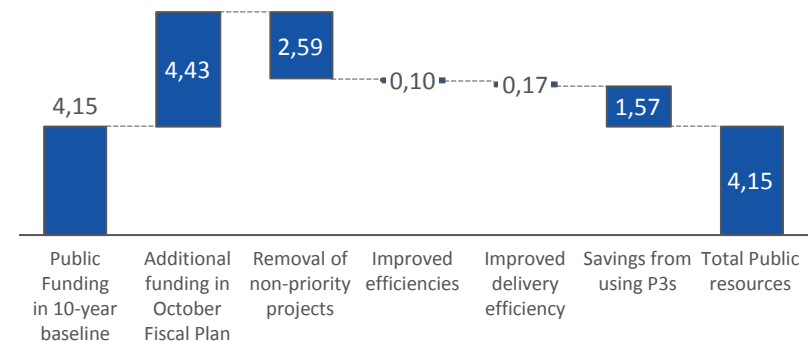 4,15
4,43
2,59
0,10
0,17
1,57
4,15
Public
Funding
in 10-year
baseline
Additional
funding in
October
Fiscal Plan
Removal of
non-priority
projects
Improved
efficiencies
Improved
delivery
efficiency
Savings from
using P3s
Total Public
resources